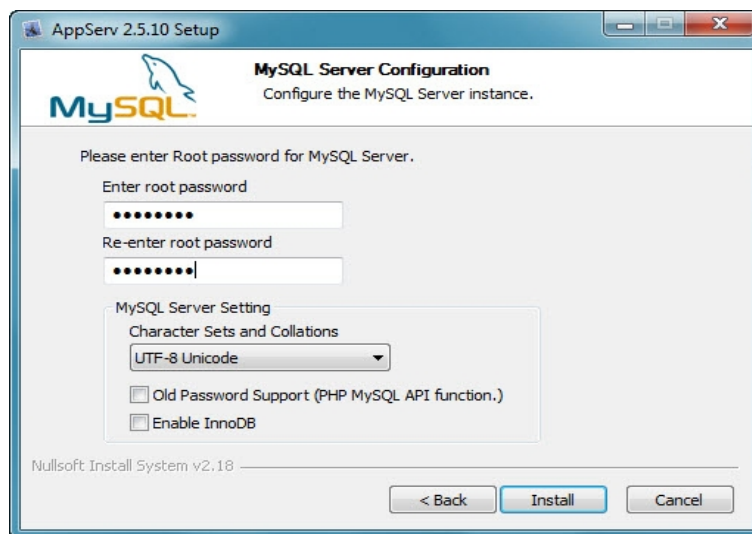 AppServ 2.5.10 Setup
MySQL™
MySQL Server Configuration
Configure the MySQL Server instance.
Please enter Root password for MySQL Server.
Enter root password
••••••••
Re-enter root password
••••••••
MySQL Server Setting
Character Sets and Collations
UTF-8 Unicode
Old Password Support (PHP MySQL API function.)
Enable InnoDB
Nullsoft Install System v2.18
< Back Install Cancel